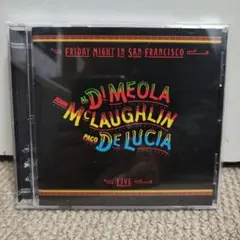 FRIDAY NIGHT IN SAN FRANCISCO
AL DI MEOLA
JOHN McLAUGHLIN
PACO DE LUCIA
LIVE